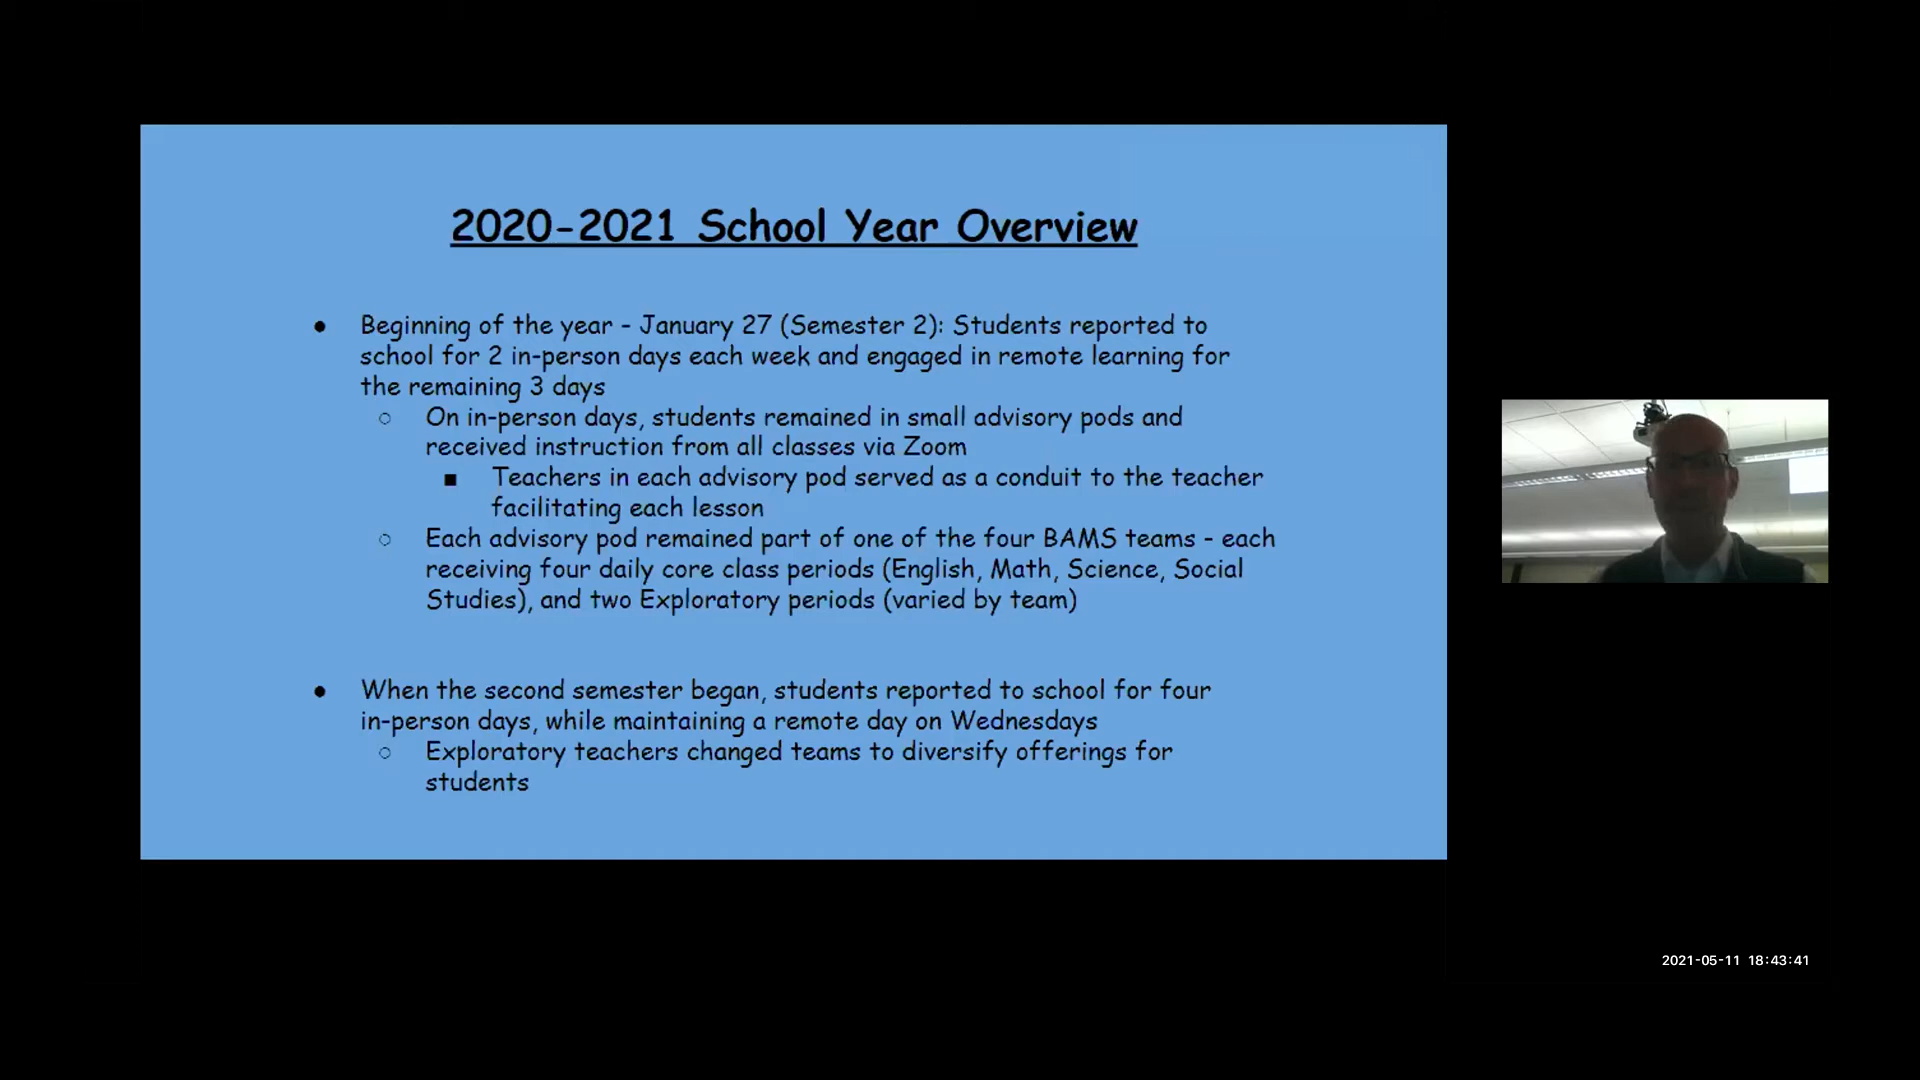 2020-2021 School Year Overview
● Beginning of the year - January 27 (Semester 2): Students reported to
school for 2 in-person days each week and engaged in remote learning for
the remaining 3 days
○ On in-person days, students remained in small advisory pods and
received instruction from all classes via Zoom
■ Teachers in each advisory pod served as a conduit to the teacher
facilitating each lesson
○ Each advisory pod remained part of one of the four BAMS teams - each
receiving four daily core class periods (English, Math, Science, Social
Studies), and two Exploratory periods (varied by team)
● When the second semester began, students reported to school for four
in-person days, while maintaining a remote day on Wednesdays
○ Exploratory teachers changed teams to diversify offerings for
students
2021-05-11 18:43:41